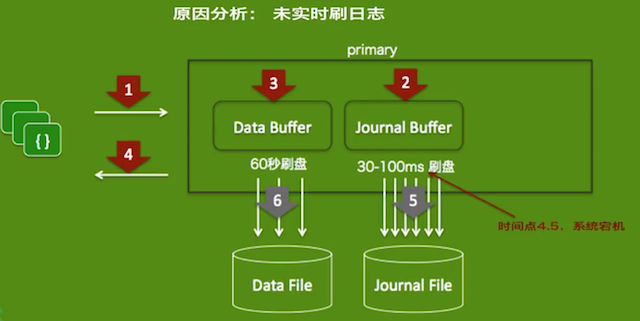 原因分析： 未实时刷日志
primary
1
3
2
{ }
Data Buffer
Journal Buffer
4
60秒刷盘
30-100ms 刷盘
6
5
时间点4.5，系统宕机
Data File
Journal File